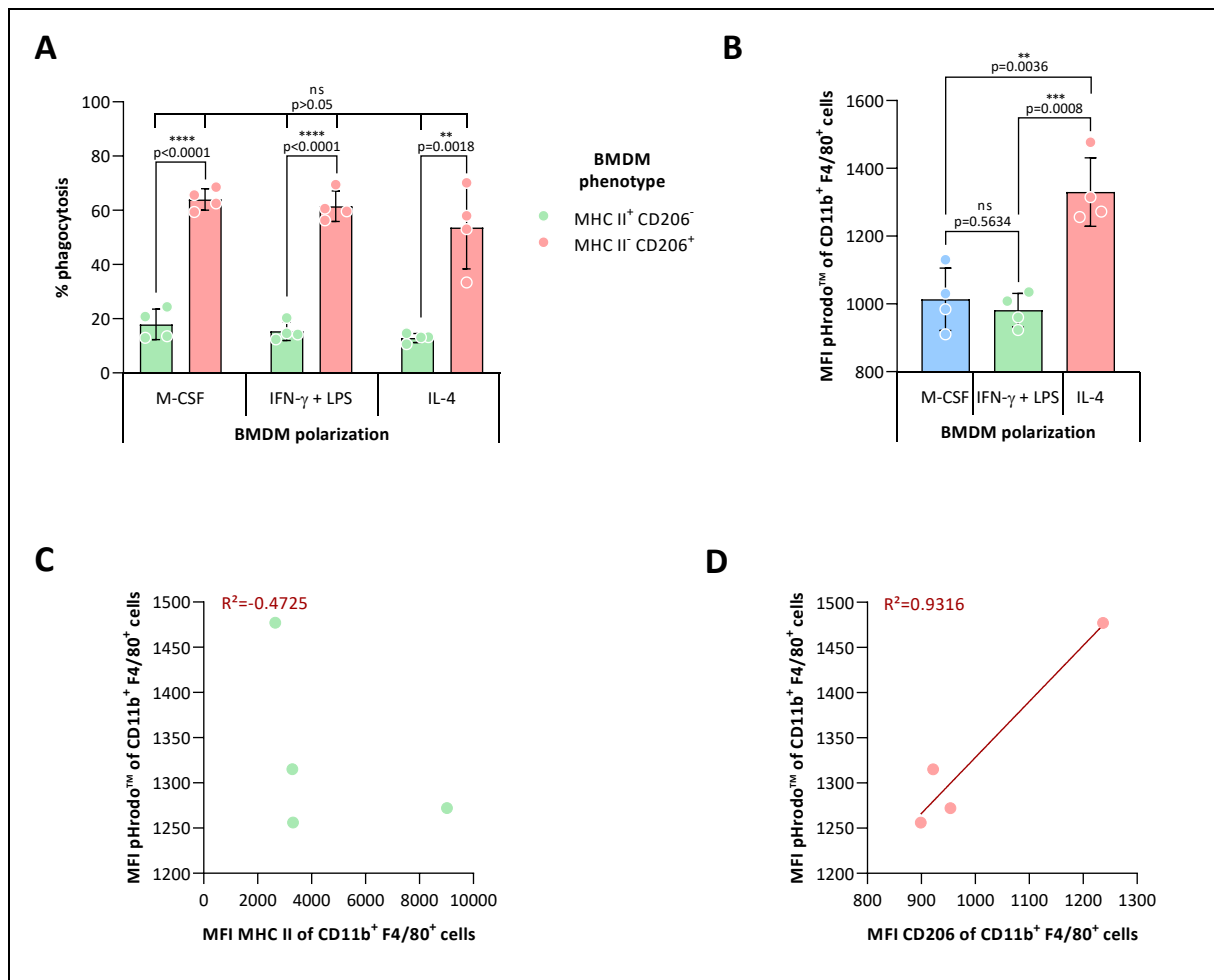 A
ns
p>0.05
****
p<0.0001
****
p<0.0001
**
p=0.0018
% phagocytosis
100
80
60
40
20
0
M-CSF
IFN-γ + LPS
IL-4
BMDM polarization
BMDM
phenotype
MHC II⁺ CD206⁻
MHC II⁻ CD206⁺
B
**
p=0.0036
***
p=0.0008
ns
p=0.5634
MFI pHrodo™ of CD11b⁺ F4/80⁺ cells
1600
1400
1200
1000
800
M-CSF
IFN-γ + LPS
IL-4
BMDM polarization
C
R²=-0.4725
MFI pHrodo™ of CD11b⁺ F4/80⁺ cells
1500
1450
1400
1350
1300
1250
1200
0 2000 4000 6000 8000 10000
MFI MHC II of CD11b⁺ F4/80⁺ cells
D
R²=0.9316
MFI pHrodo™ of CD11b⁺ F4/80⁺ cells
1500
1450
1400
1350
1300
1250
1200
800 900 1000 1100 1200 1300
MFI CD206 of CD11b⁺ F4/80⁺ cells